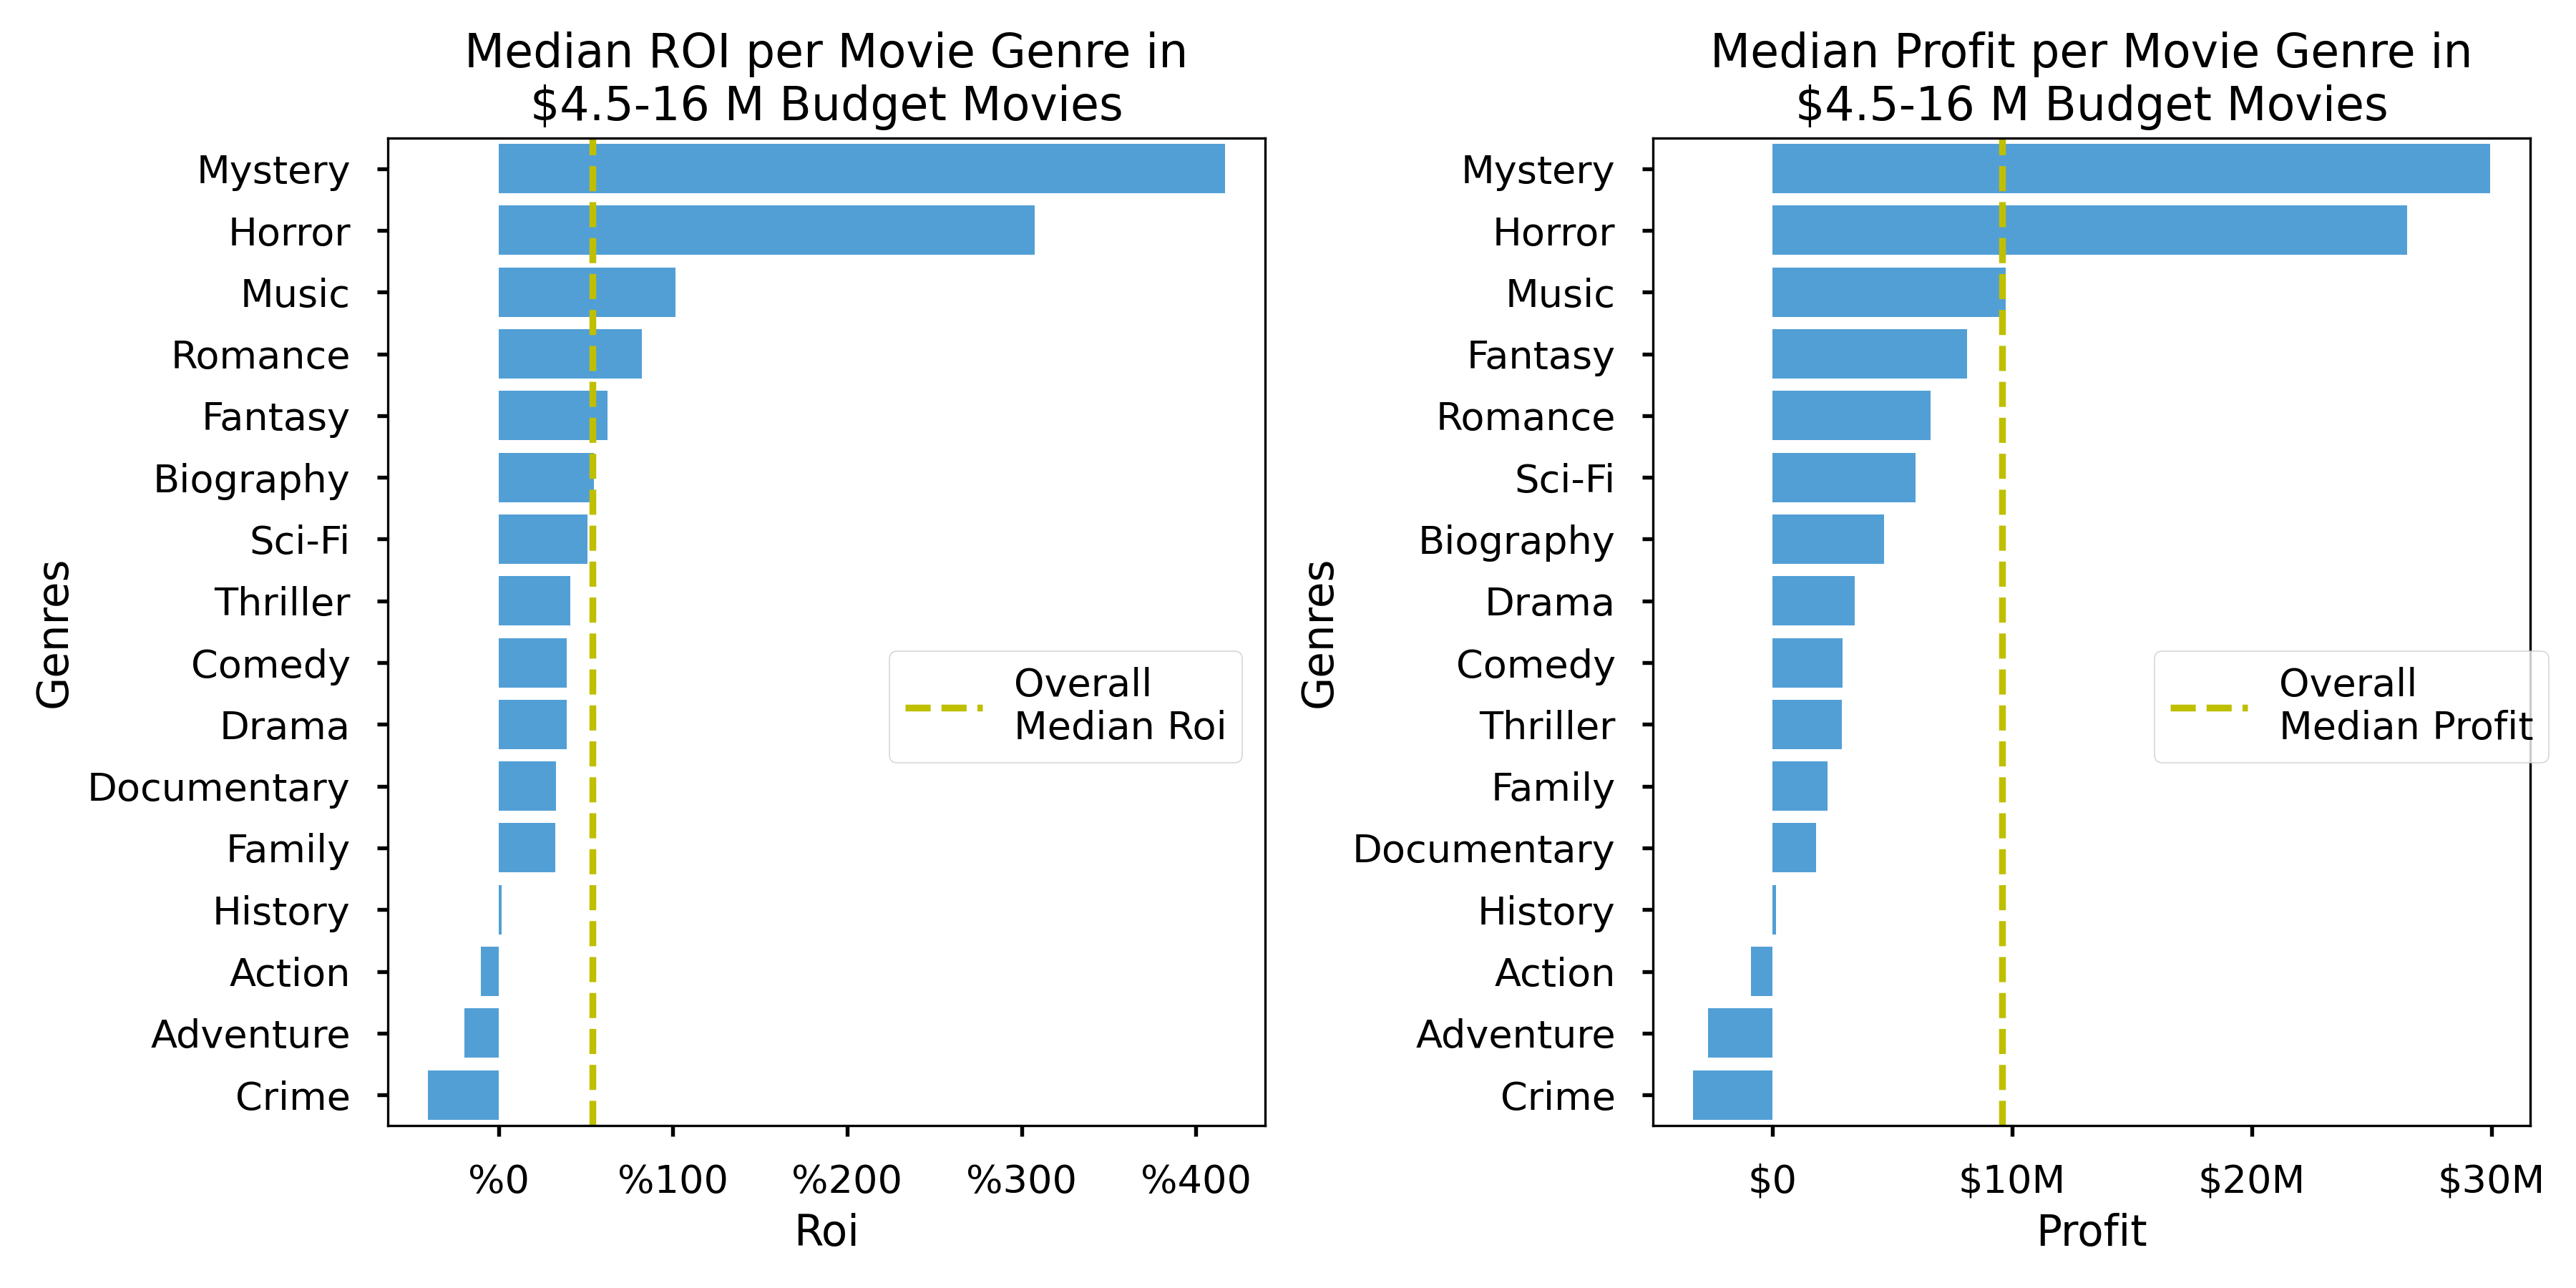 Median ROI per Movie Genre in
$4.5-16 M Budget Movies
Genres
Mystery
Horror
Music
Romance
Fantasy
Biography
Sci-Fi
Thriller
Comedy
Drama
Documentary
Family
History
Action
Adventure
Crime
Overall
Median Roi
%0 %100 %200 %300 %400
Roi
Median Profit per Movie Genre in
$4.5-16 M Budget Movies
Genres
Mystery
Horror
Music
Fantasy
Romance
Sci-Fi
Biography
Drama
Comedy
Thriller
Family
Documentary
History
Action
Adventure
Crime
Overall
Median Profit
$0 $10M $20M $30M
Profit